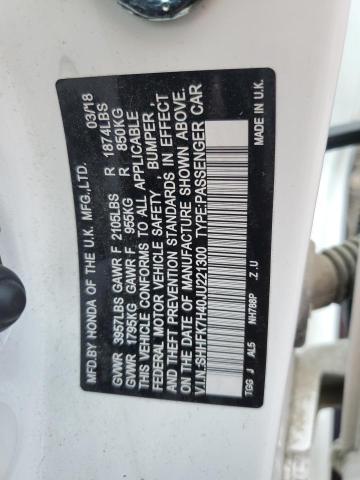 MFD.BY HONDA OF THE U.K. MFG.,LTD. 03/18
GVWR 3957LBS GAWR F 2105LBS R 1874LBS
GVWR 1795KG GAWR F 955KG R 850KG
THIS VEHICLE CONFORMS TO ALL APPLICABLE
FEDERAL MOTOR VEHICLE SAFETY , BUMPER ,
AND THEFT PREVENTION STANDARDS IN EFFECT
ON THE DATE OF MANUFACTURE SHOWN ABOVE.
V.I.N.:SHHFK7H40JU221300 TYPE:PASSENGER CAR
TGG J AL5 NH788P Z.U MADE IN U.K.